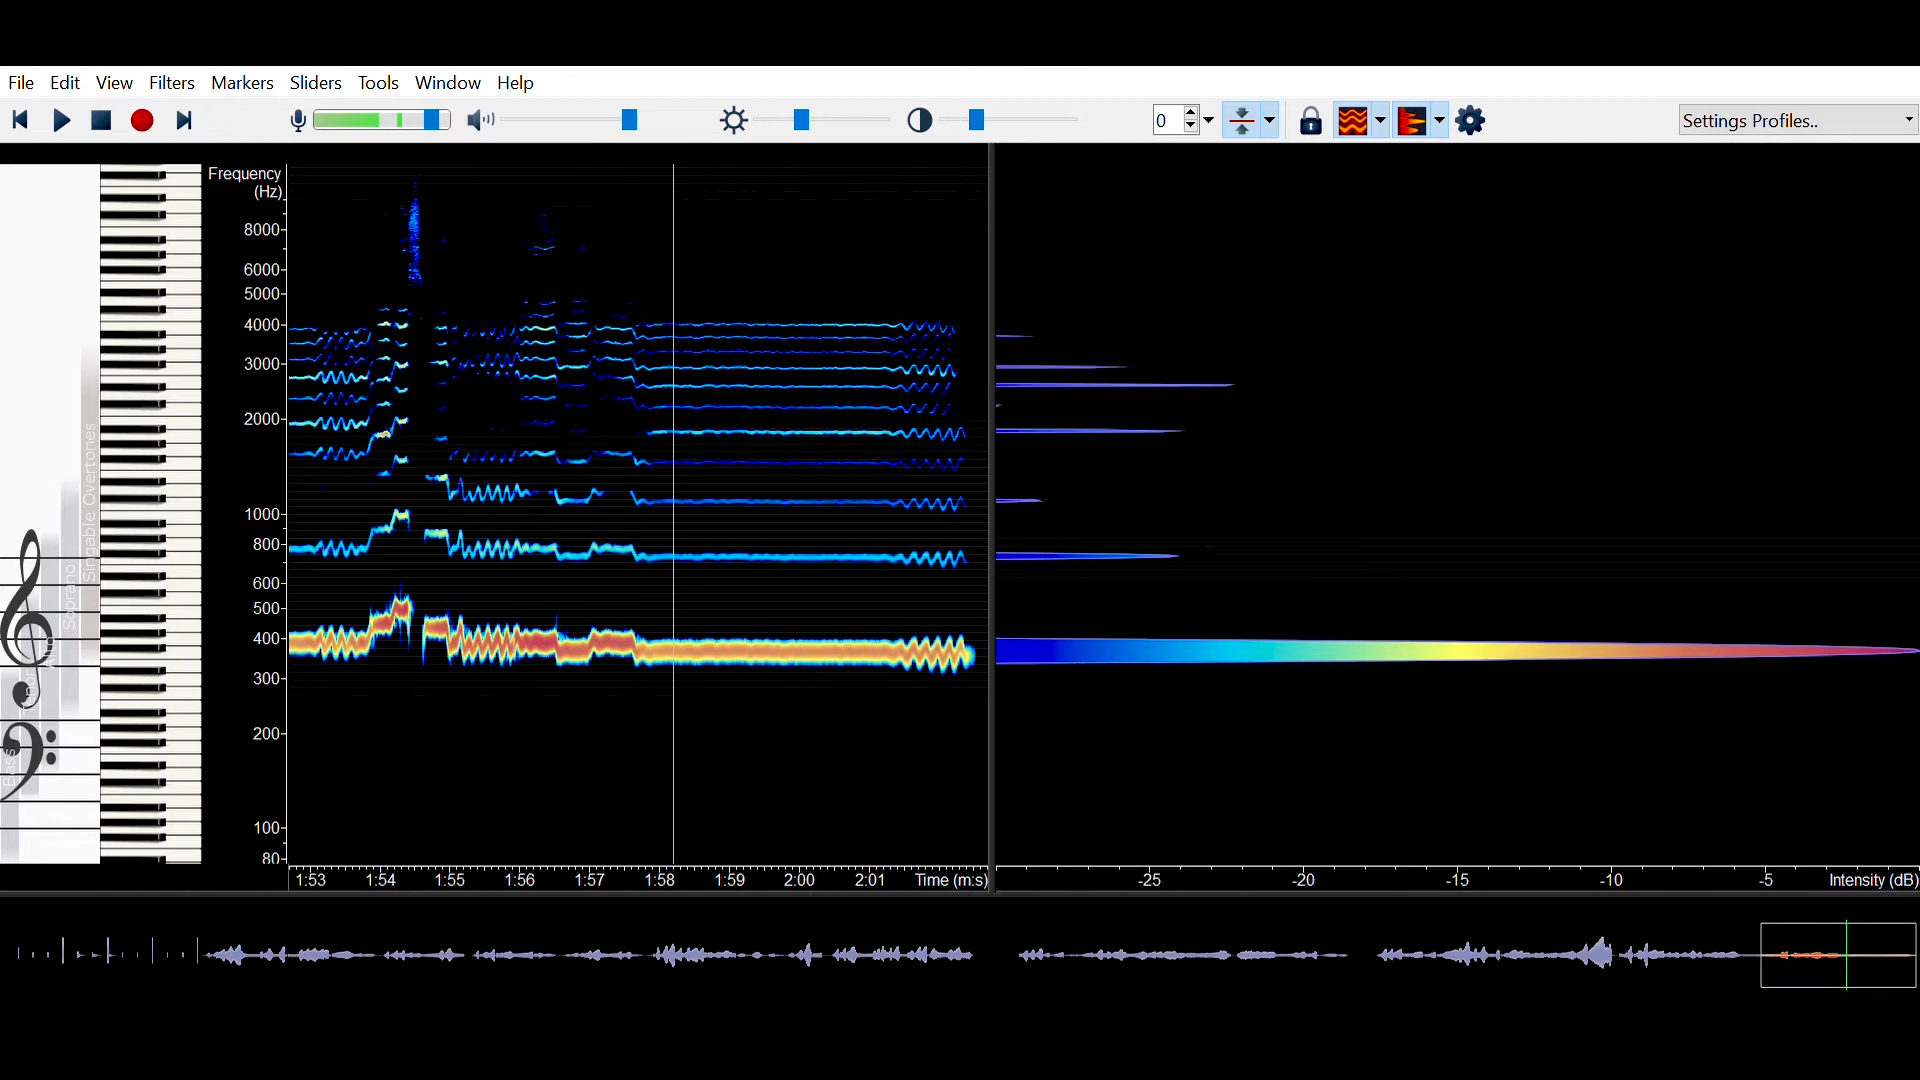 File Edit View Filters Markers Sliders Tools Window Help
0 Settings Profiles..
Frequency
(Hz)
8000
6000
5000
4000
3000
2000
1000
800
600
500
400
300
200
100
80
Singable Overtones
Soprano
Alto
Bass
1:53 1:54 1:55 1:56 1:57 1:58 1:59 2:00 2:01 Time (m:s)
-25 -20 -15 -10 -5 Intensity (dB)